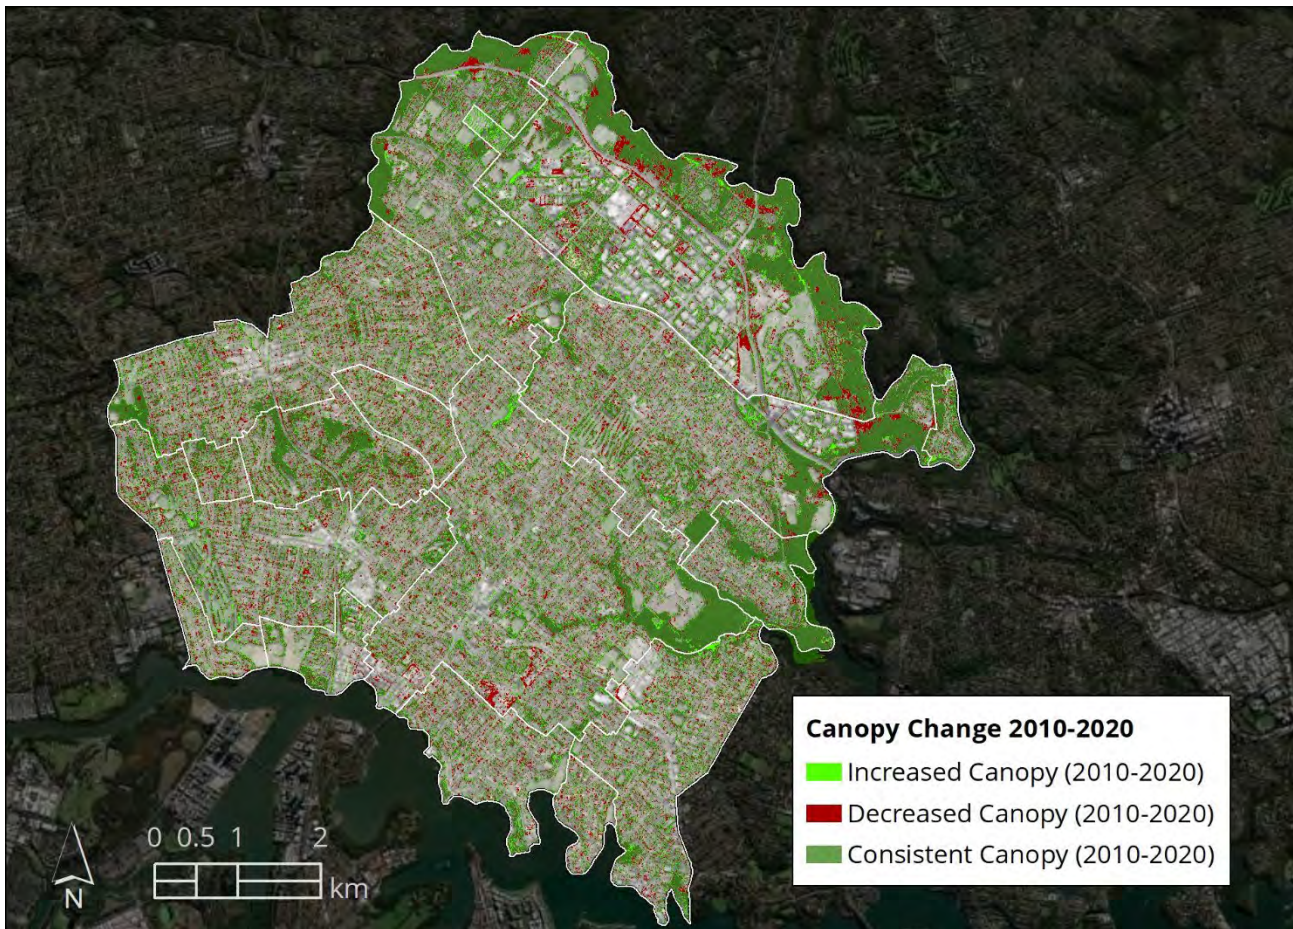 Canopy Change 2010-2020
Increased Canopy (2010-2020)
Decreased Canopy (2010-2020)
Consistent Canopy (2010-2020)
0 0.5 1 2
km
N